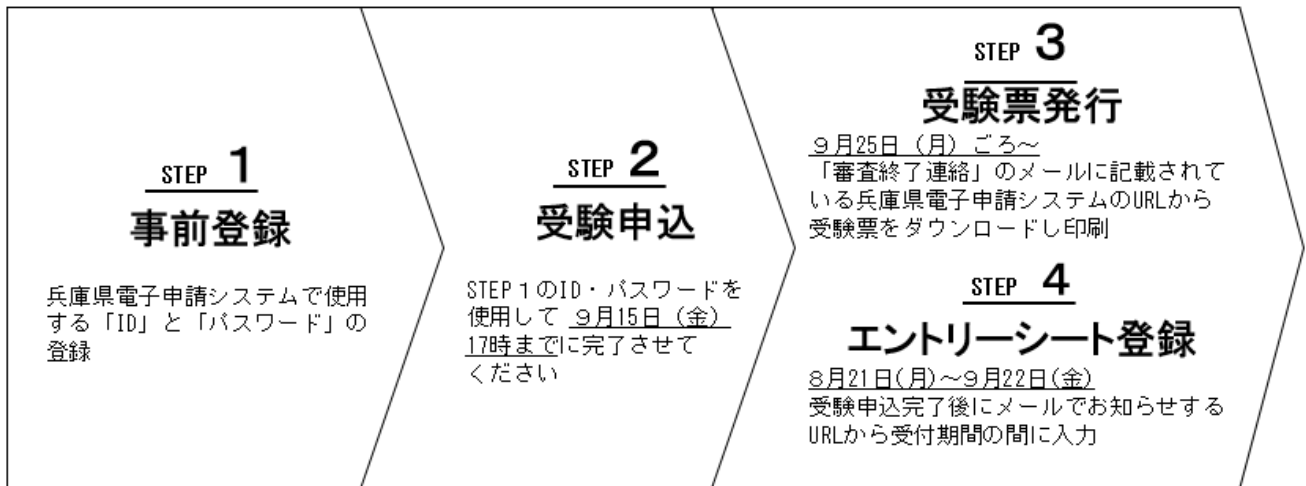 STEP 1
事前登録
兵庫県電子申請システムで使用
する「ID」と「パスワード」の
登録
STEP 2
受験申込
STEP１のID・パスワードを
使用して ９月15日（金）
17時までに完了させて
ください
STEP 3
受験票発行
９月25日（月）ごろ～
「審査終了連絡」のメールに記載されて
いる兵庫県電子申請システムのURLから
受験票をダウンロードし印刷
STEP 4
エントリーシート登録
８月21日(月)～９月22日(金)
受験申込完了後にメールでお知らせする
URLから受付期間の間に入力